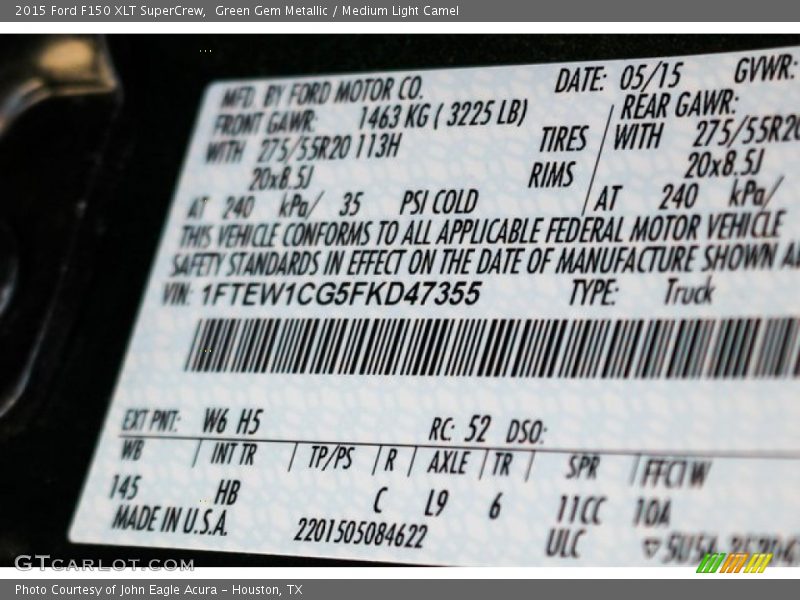 2015 Ford F150 XLT SuperCrew, Green Gem Metallic / Medium Light Camel
MFD. BY FORD MOTOR CO. DATE: 05/15 GVWR:
FRONT GAWR: 1463 KG ( 3225 LB) REAR GAWR:
WITH 275/55R20 113H TIRES WITH 275/55R20
20x8.5J RIMS 20x8.5J
AT 240 kPa/ 35 PSI COLD AT 240 kPa/
THIS VEHICLE CONFORMS TO ALL APPLICABLE FEDERAL MOTOR VEHICLE
SAFETY STANDARDS IN EFFECT ON THE DATE OF MANUFACTURE SHOWN
VIN: 1FTEW1CG5FKD47355 TYPE: Truck
EXT PNT: W6 H5 RC: 52 DSO:
WB INT TR TP/PS R AXLE TR SPR
145 HB C L9 6 11CC 10A
MADE IN U.S.A. 2201505084622 ULC
GTcarlot.com
Photo Courtesy of John Eagle Acura - Houston, TX